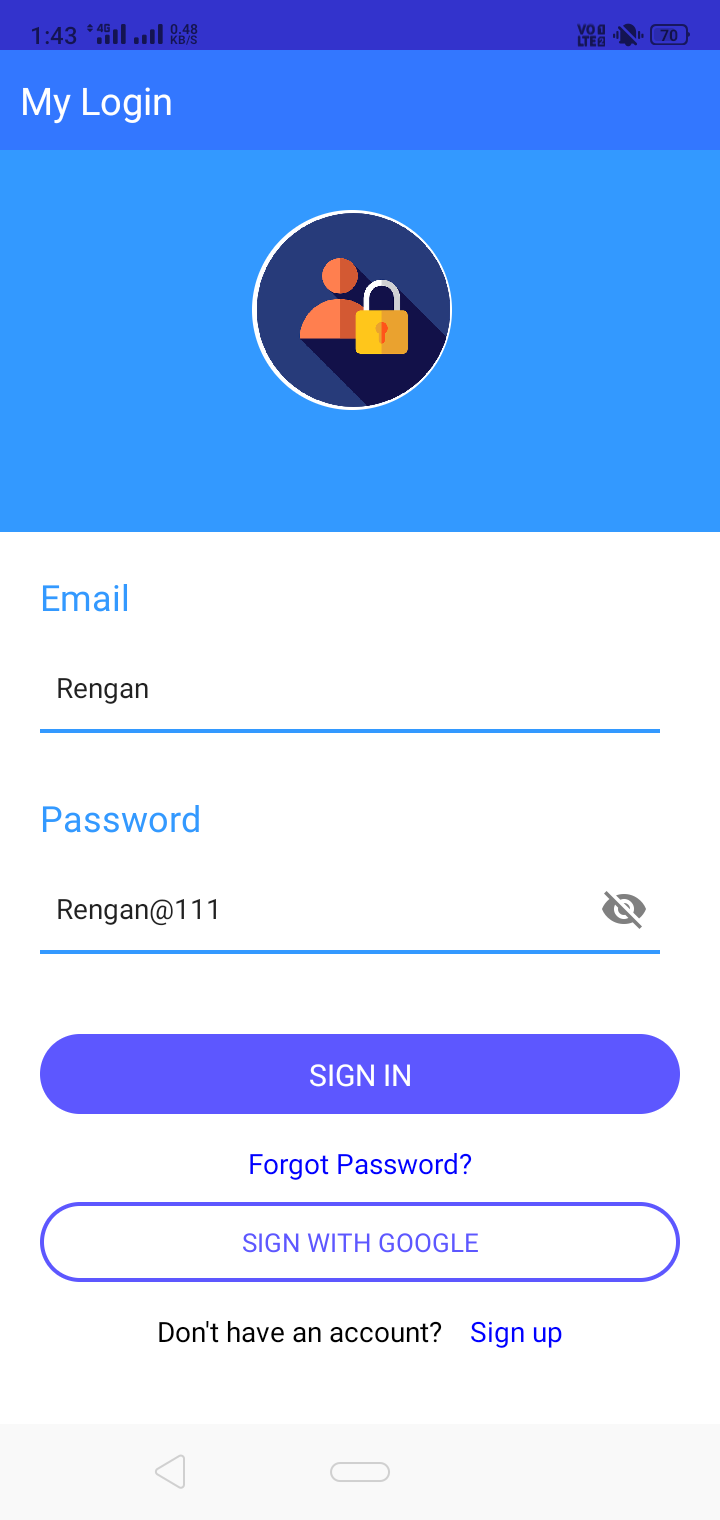 1:43 4G 0.48 KB/S VO LTE 70
My Login
Email
Rengan
Password
Rengan@111
SIGN IN
Forgot Password?
SIGN WITH GOOGLE
Don't have an account? Sign up